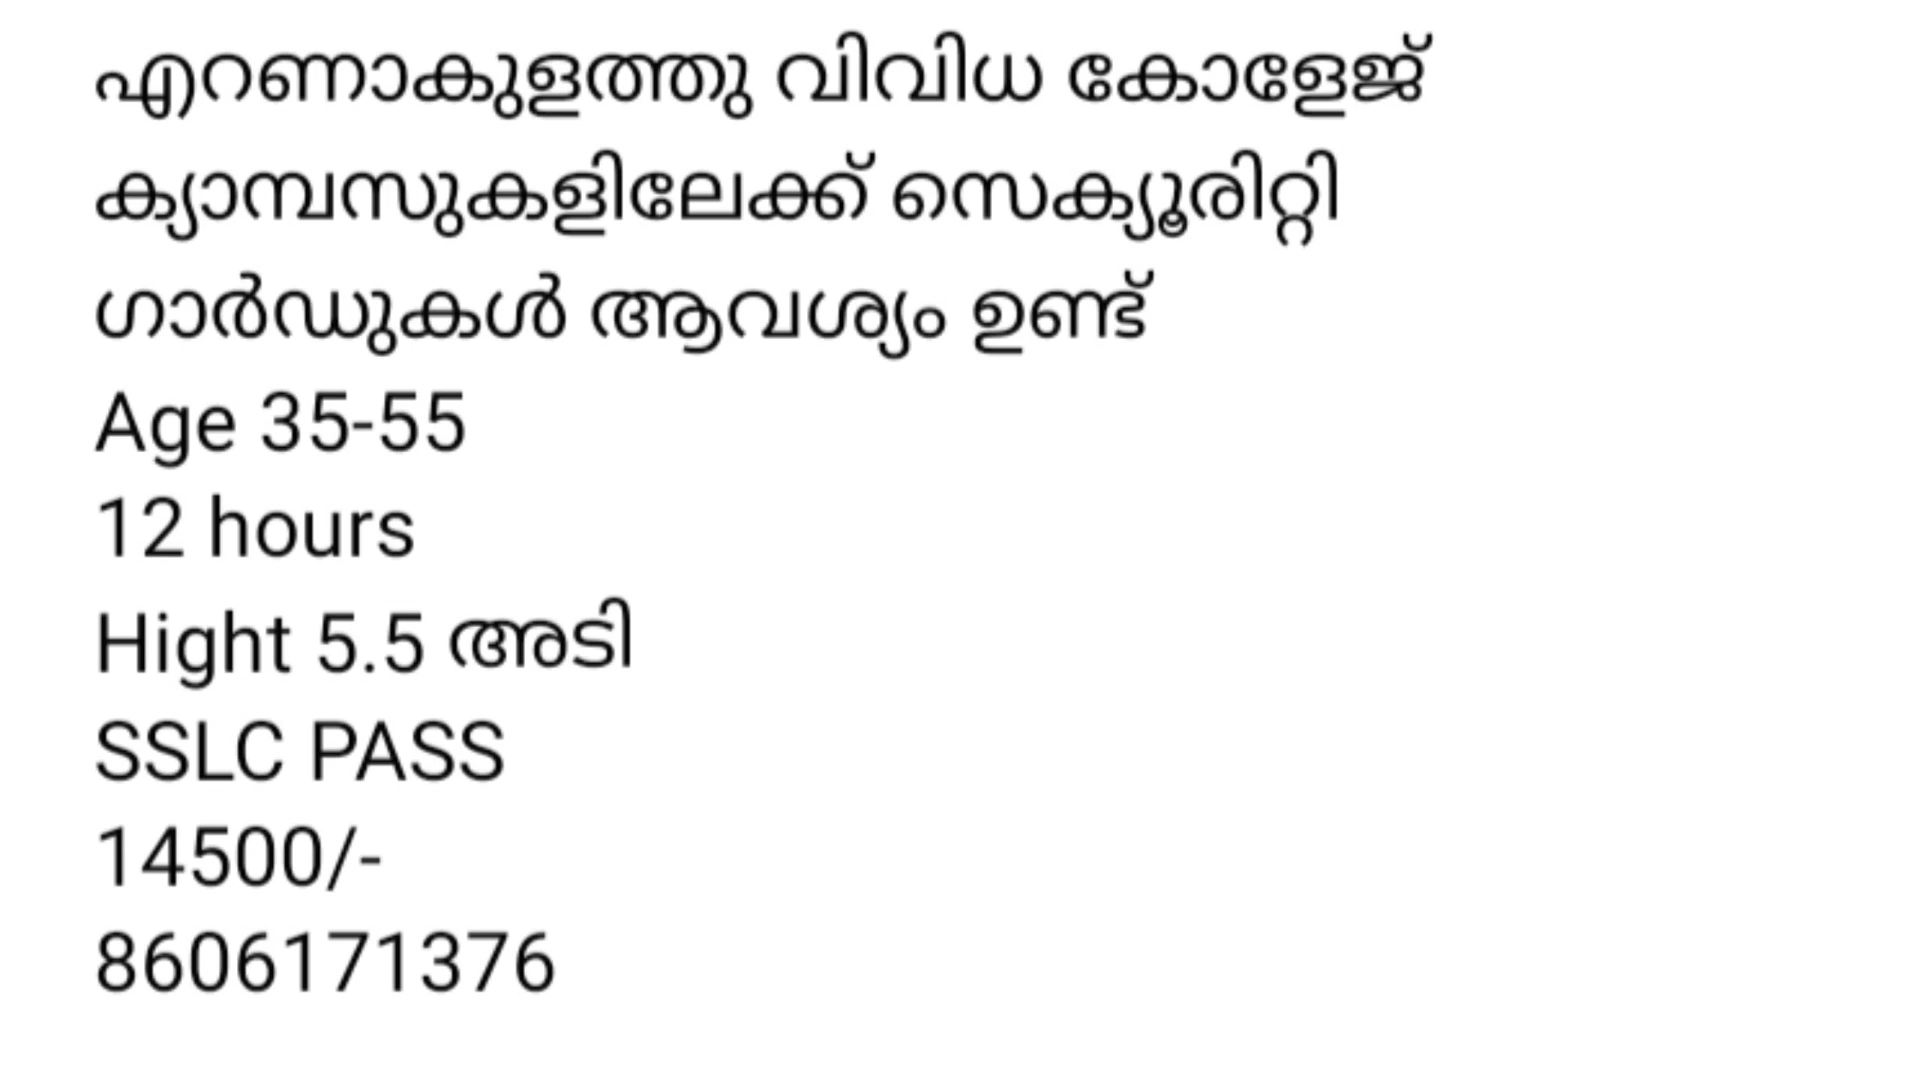 എറണാകുളത്തു വിവിധ കോളേജ്
ക്യാമ്പസുകളിലേക്ക് സെക്യൂരിറ്റി
ഗാർഡുകൾ ആവശ്യം ഉണ്ട്
Age 35-55
12 hours
Hight 5.5 അടി
SSLC PASS
14500/-
8606171376